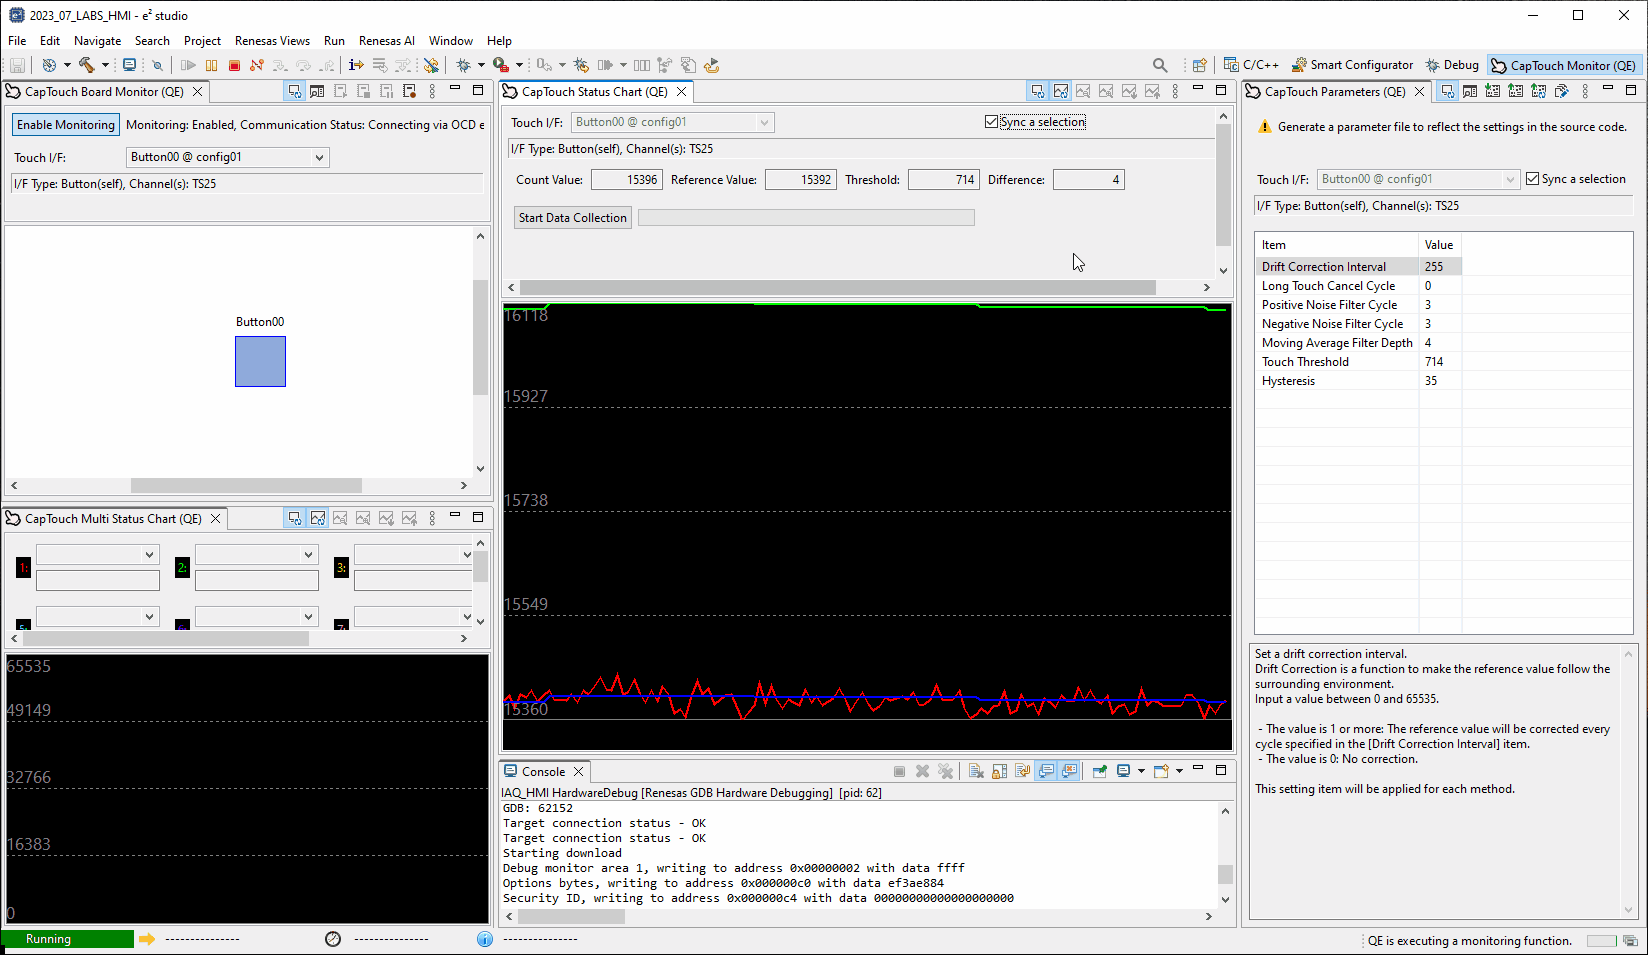 2023_07_LABS_HMI - e² studio
File Edit Navigate Search Project Renesas Views Run Renesas AI Window Help
C/C++ Smart Configurator Debug CapTouch Monitor (QE)
CapTouch Board Monitor (QE)
Enable Monitoring Monitoring: Enabled, Communication Status: Connecting via OCD e
Touch I/F: Button00 @ config01
I/F Type: Button(self), Channel(s): TS25
Button00
CapTouch Multi Status Chart (QE)
1: 2: 3:
5: 6: 7:
65535
49149
32766
16383
0
CapTouch Status Chart (QE)
Touch I/F: Button00 @ config01 Sync a selection
I/F Type: Button(self), Channel(s): TS25
Count Value: 15396 Reference Value: 15392 Threshold: 714 Difference: 4
Start Data Collection
16118
15927
15738
15549
15360
Console
IAQ_HMI HardwareDebug [Renesas GDB Hardware Debugging] [pid: 62]
GDB: 62152
Target connection status - OK
Target connection status - OK
Starting download
Debug monitor area 1, writing to address 0x00000002 with data ffff
Options bytes, writing to address 0x000000c0 with data ef3ae884
Security ID, writing to address 0x000000c4 with data 00000000000000000000
CapTouch Parameters (QE)
Generate a parameter file to reflect the settings in the source code.
Touch I/F: Button00 @ config01 Sync a selection
I/F Type: Button(self), Channel(s): TS25
Item Value
Drift Correction Interval 255
Long Touch Cancel Cycle 0
Positive Noise Filter Cycle 3
Negative Noise Filter Cycle 3
Moving Average Filter Depth 4
Touch Threshold 714
Hysteresis 35
Set a drift correction interval.
Drift Correction is a function to make the reference value follow the
surrounding environment.
Input a value between 0 and 65535.
- The value is 1 or more: The reference value will be corrected every
cycle specified in the [Drift Correction Interval] item.
- The value is 0: No correction.
This setting item will be applied for each method.
Running --------------- --------------- --------------- QE is executing a monitoring function.